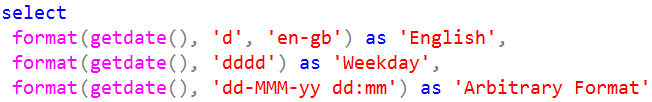 select
format(getdate(), 'd', 'en-gb') as 'English',
format(getdate(), 'dddd') as 'Weekday',
format(getdate(), 'dd-MMM-yy dd:mm') as 'Arbitrary Format'